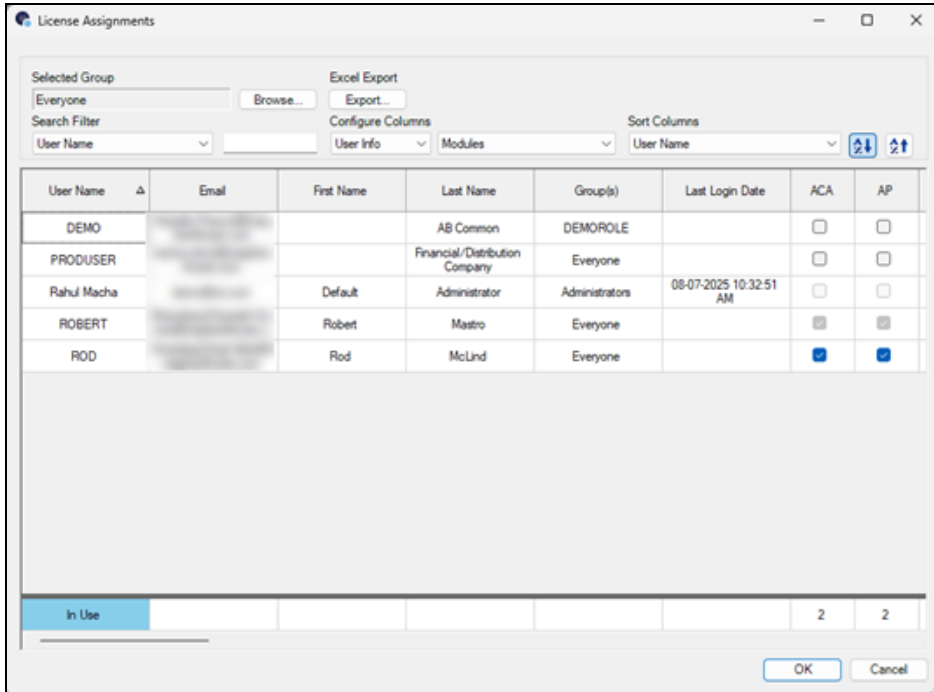 License Assignments
Selected Group
Excel Export
Everyone
Browse...
Export...
Search Filter
Configure Columns
Sort Columns
User Name
User Info
Modules
User Name
User Name Email First Name Last Name Group(s) Last Login Date ACA AP
DEMO AB Common DEMOROLE
PRODUSER Financial/Distribution Everyone
Company
Rahul Macha Default Administrator Administrators 08-07-2025 10:32:51
AM
ROBERT Robert Mastro Everyone
ROD Rod McLind Everyone
In Use 2 2
OK Cancel